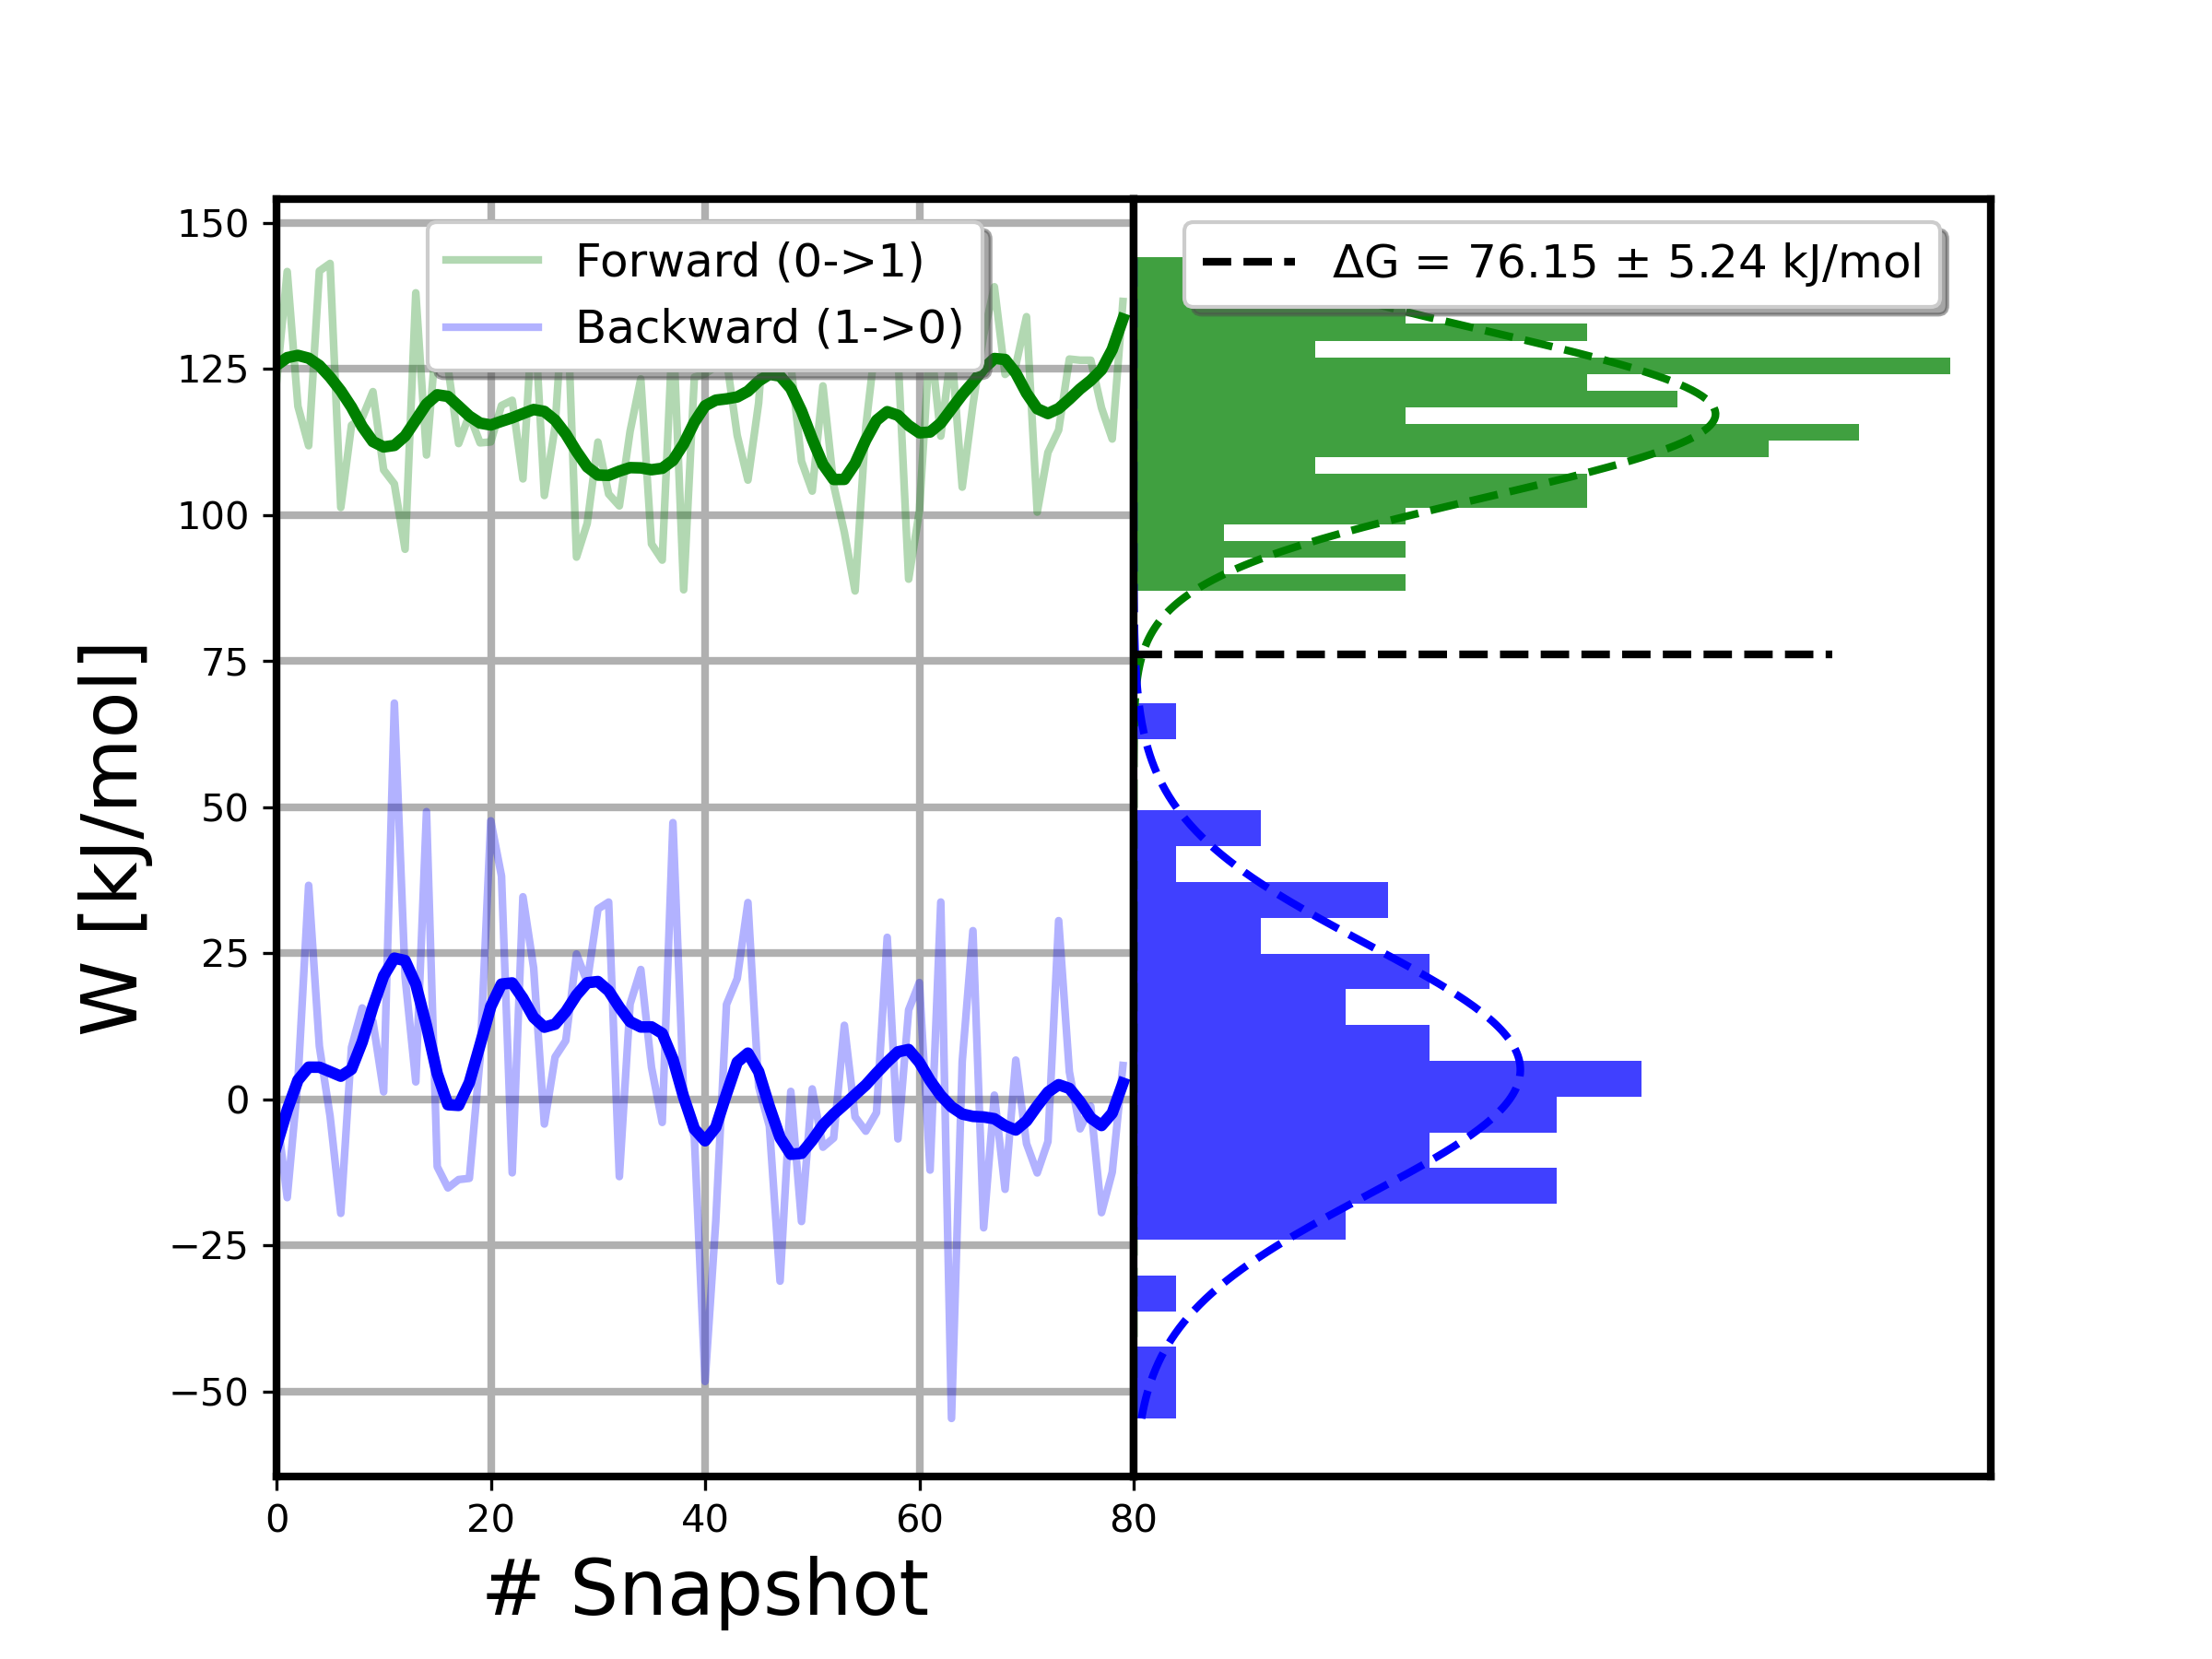 150
125
100
75
50
25
0
−25
−50
W [kJ/mol]
Forward (0->1)
Backward (1->0)
ΔG = 76.15 ± 5.24 kJ/mol
0 20 40 60 80
# Snapshot